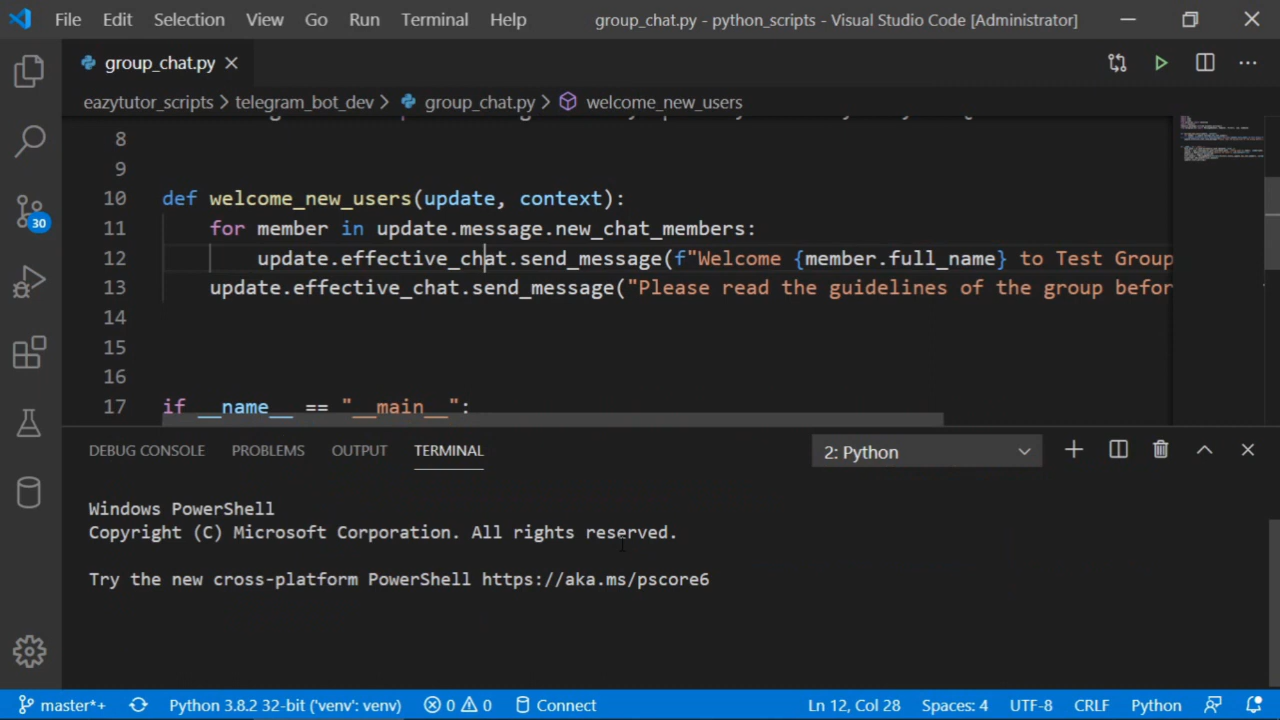 File Edit Selection View Go Run Terminal Help group_chat.py - python_scripts - Visual Studio Code [Administrator]
group_chat.py
eazytutor_scripts > telegram_bot_dev > group_chat.py > welcome_new_users
8
9
10 def welcome_new_users(update, context):
11 for member in update.message.new_chat_members:
12 update.effective_chat.send_message(f"Welcome {member.full_name} to Test Group
13 update.effective_chat.send_message("Please read the guidelines of the group befor
14
15
16
17 if __name__ == "__main__":
30
DEBUG CONSOLE PROBLEMS OUTPUT TERMINAL 2: Python
Windows PowerShell
Copyright (C) Microsoft Corporation. All rights reserved.
Try the new cross-platform PowerShell https://aka.ms/pscore6
master*+ Python 3.8.2 32-bit ('venv': venv) 0 0 Connect Ln 12, Col 28 Spaces: 4 UTF-8 CRLF Python